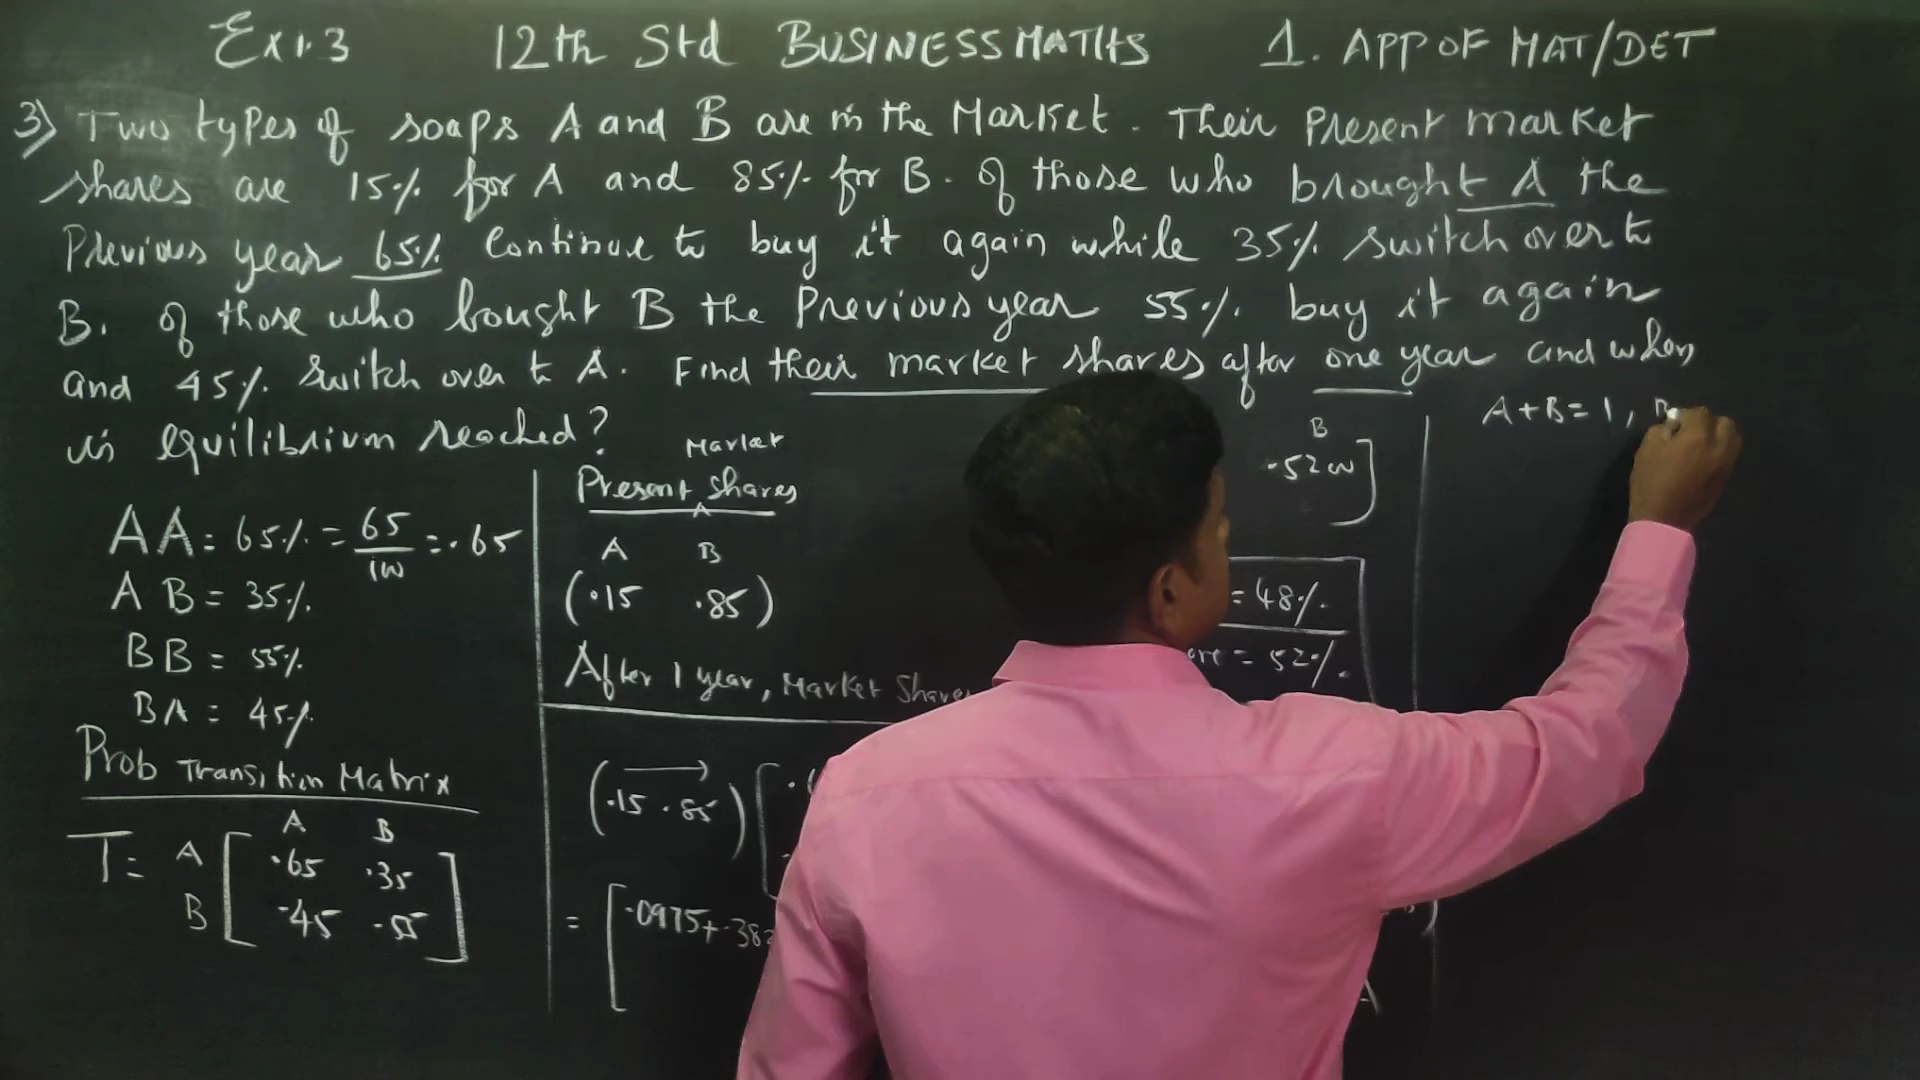 Ex 1.3 12th Std BUSINESS MATHS 1. APP OF MAT/DET
3) Two types of soaps A and B are in the Market. Their Present market
shares are 15% for A and 85% for B. Of those who brought A the
Previous year 65% Continue to buy it again while 35% switch over to
B. Of those who bought B the Previous year 55% buy it again
and 45% switch over to A. Find their market shares after one year and when
is equilibrium reached?
AA = 65% = 65/100 = .65
AB = 35%
BB = 55%
BA = 45%
Prob Transition Matrix
A B
T = A .65 .35
B .45 .55
Market
Present Shares
A B
(.15 .85)
After 1 year, Market Share
(.15 .85)
= [.0975+.382
B
.5200]
= 48%
= 52%
A
A+B=1,